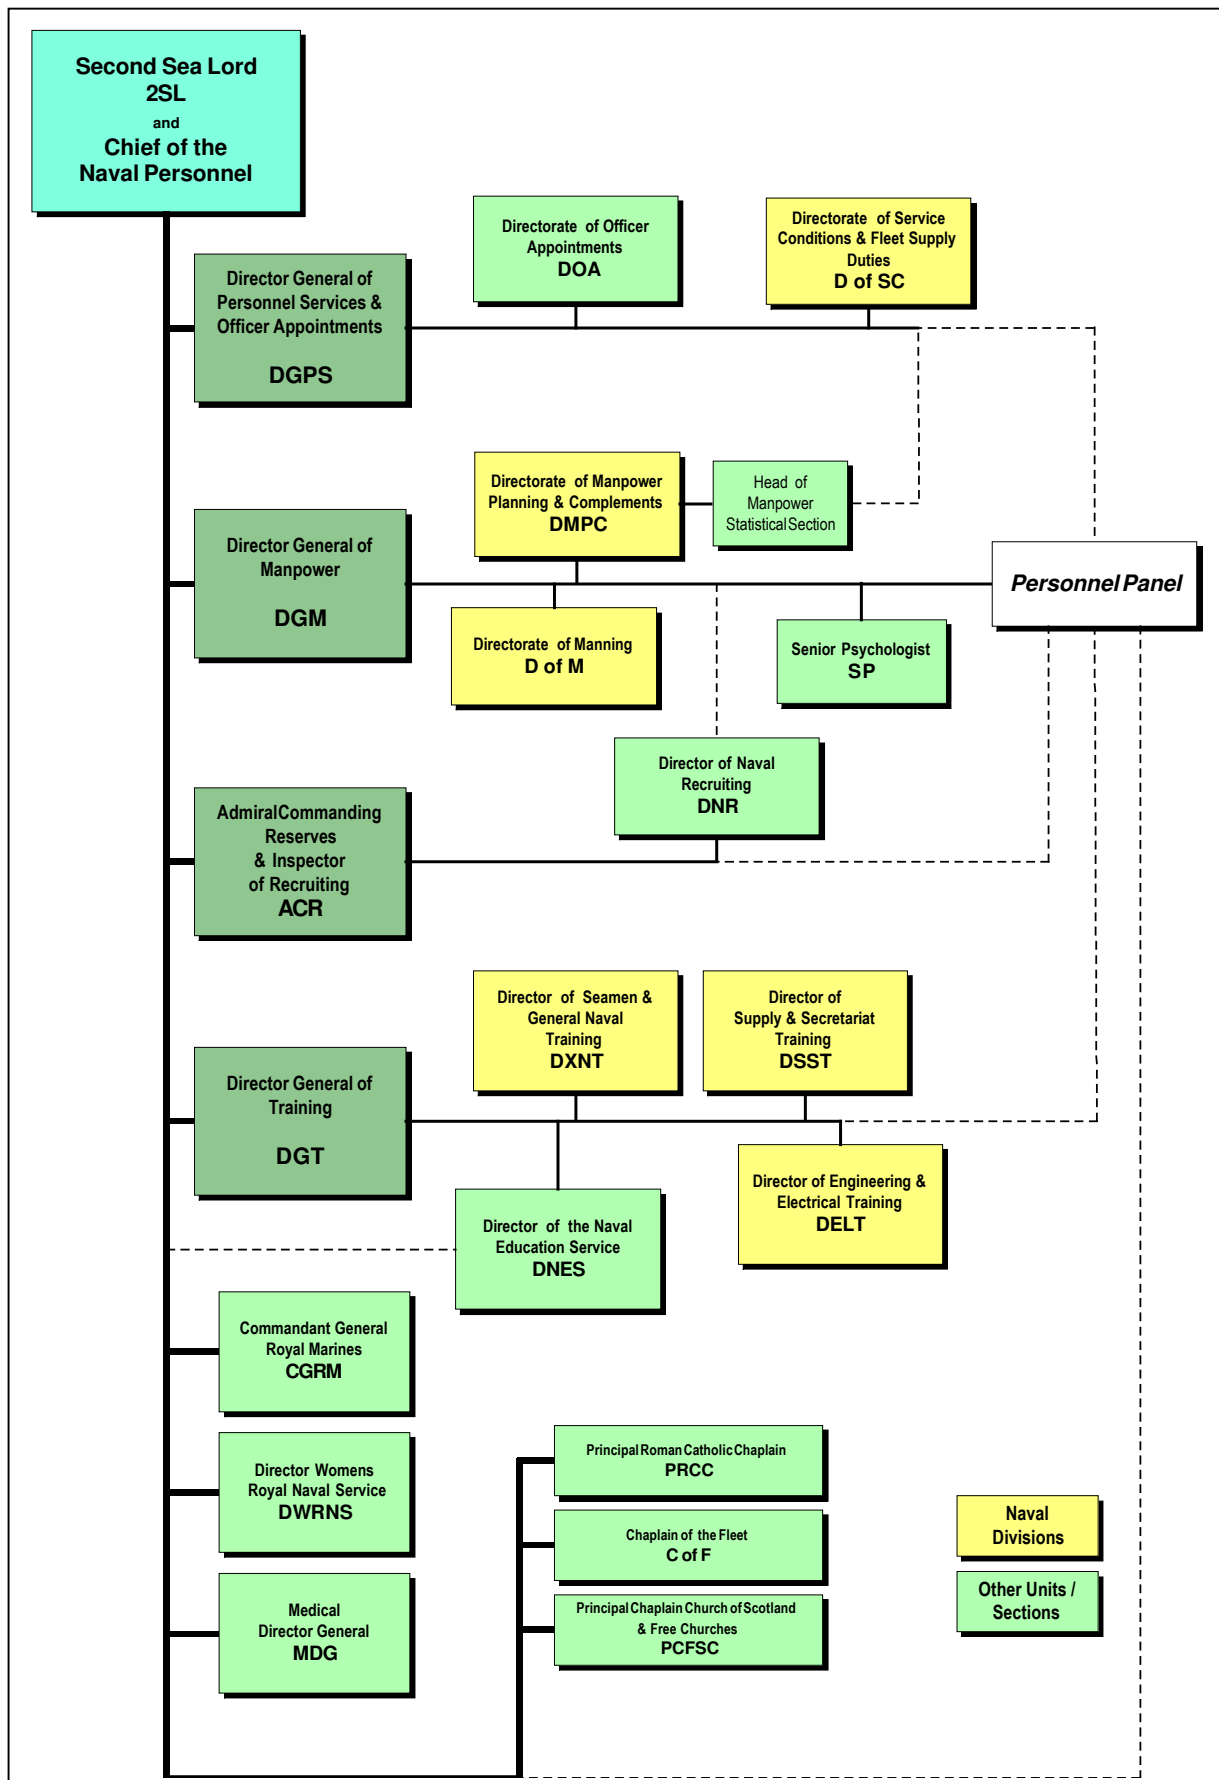 Second Sea Lord
2SL
and
Chief of the
Naval Personnel
Director General of
Personnel Services &
Officer Appointments
DGPS
Directorate of Officer
Appointments
DOA
Directorate of Service
Conditions & Fleet Supply
Duties
D of SC
Directorate of Manpower
Planning & Complements
DMPC
Head of
Manpower
Statistical Section
Director General of
Manpower
DGM
Personnel Panel
Directorate of Manning
D of M
Senior Psychologist
SP
Director of Naval
Recruiting
DNR
Admiral Commanding
Reserves
& Inspector
of Recruiting
ACR
Director of Seamen &
General Naval
Training
DXNT
Director of
Supply & Secretariat
Training
DSST
Director General of
Training
DGT
Director of Engineering &
Electrical Training
DELT
Director of the Naval
Education Service
DNES
Commandant General
Royal Marines
CGRM
Director Womens
Royal Naval Service
DWRNS
Medical
Director General
MDG
Principal Roman Catholic Chaplain
PRCC
Chaplain of the Fleet
C of F
Principal Chaplain Church of Scotland
& Free Churches
PCFSC
Naval
Divisions
Other Units /
Sections